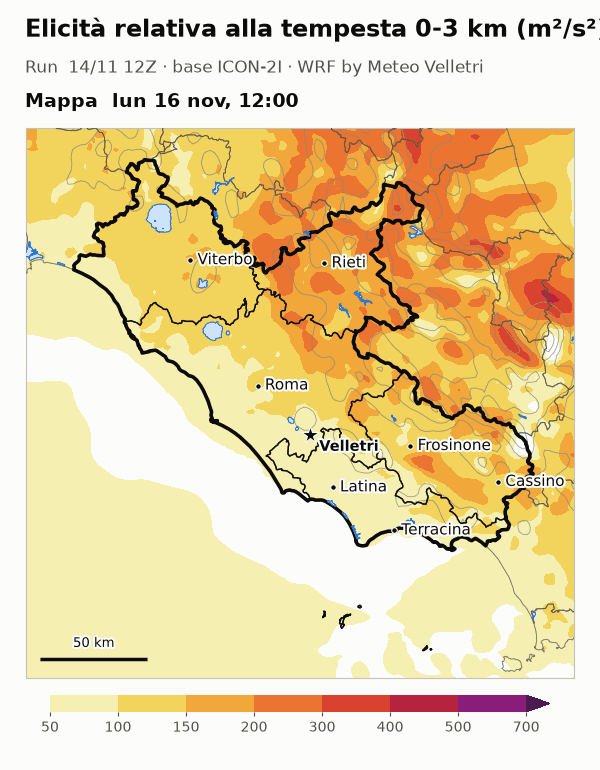 Elicità relativa alla tempesta 0-3 km (m²/s²)
Run 14/11 12Z · base ICON-2I · WRF by Meteo Velletri
Mappa lun 16 nov, 12:00
Viterbo
Rieti
Roma
Velletri
Frosinone
Cassino
Latina
Terracina
50 km
50 100 150 200 300 400 500 700